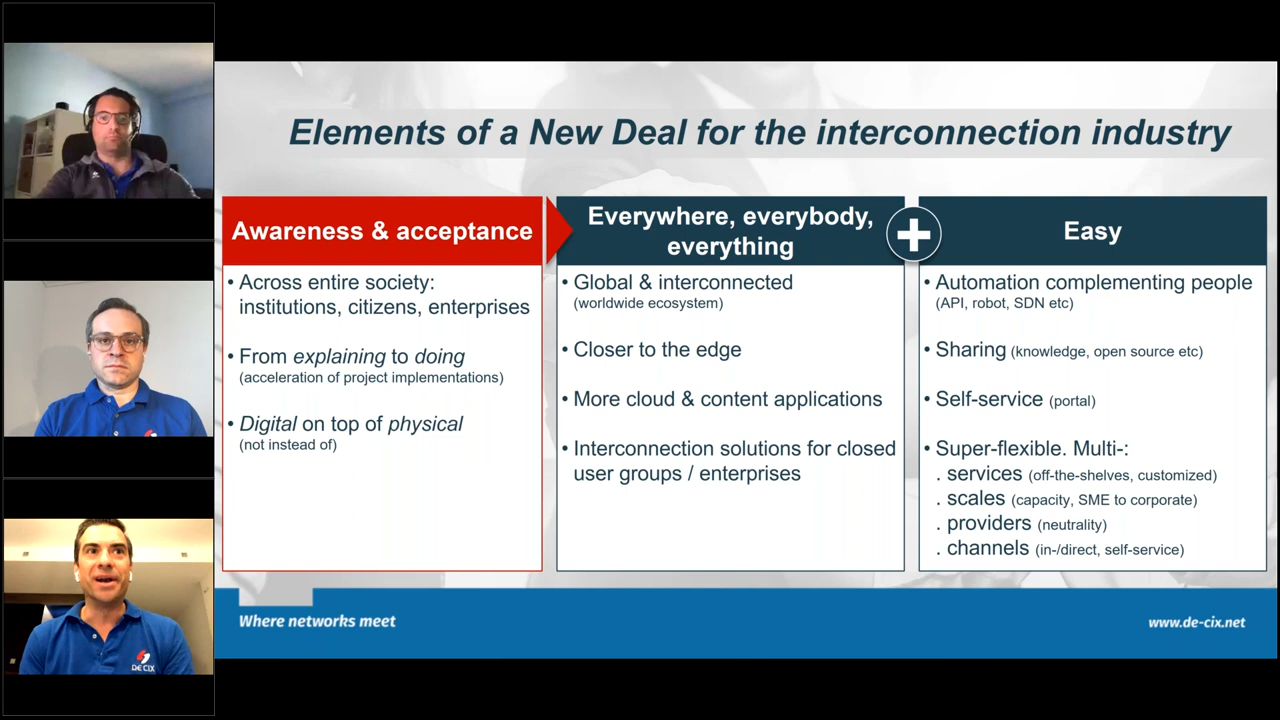 Elements of a New Deal for the interconnection industry
Awareness & acceptance
• Across entire society:
institutions, citizens, enterprises
• From explaining to doing
(acceleration of project implementations)
• Digital on top of physical
(not instead of)
Everywhere, everybody,
everything
• Global & interconnected
(worldwide ecosystem)
• Closer to the edge
• More cloud & content applications
• Interconnection solutions for closed
user groups / enterprises
+
Easy
• Automation complementing people
(API, robot, SDN etc)
• Sharing (knowledge, open source etc)
• Self-service (portal)
• Super-flexible. Multi-:
. services (off-the-shelves, customized)
. scales (capacity, SME to corporate)
. providers (neutrality)
. channels (in-/direct, self-service)
Where networks meet
www.de-cix.net
DE CIX